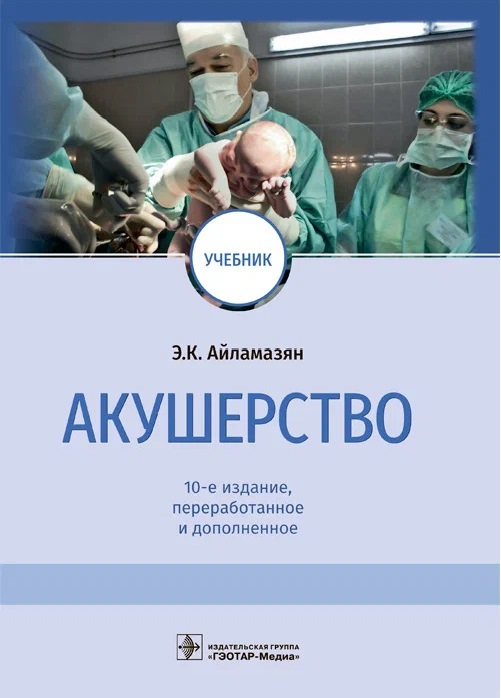 УЧЕБНИК
Э.К. Айламазян
АКУШЕРСТВО
10-е издание,
переработанное
и дополненное
ИЗДАТЕЛЬСКАЯ ГРУППА
«ГЭОТАР-Медиа»